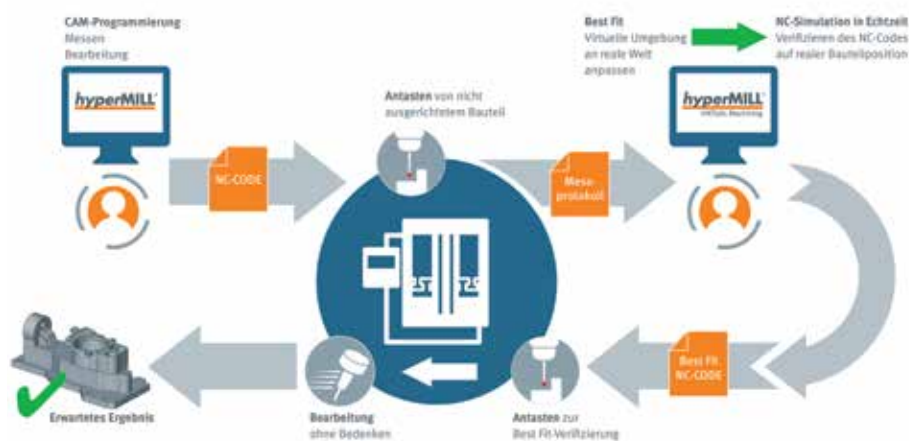 CAM-Programmierung
Messen
Bearbeitung
hyperMILL®
NC-CODE
Antasten von nicht
ausgerichtetem Bauteil
Mess-
protokoll
Best Fit
Virtuelle Umgebung
an reale Welt
anpassen
NC-Simulation in Echtzeit
Verifizieren des NC-Codes
auf realer Bauteilposition
hyperMILL®
VIRTUAL Machining
Best Fit
NC-CODE
Antasten zur
Best Fit-Verifizierung
Bearbeitung
ohne Bedenken
Erwartetes Ergebnis